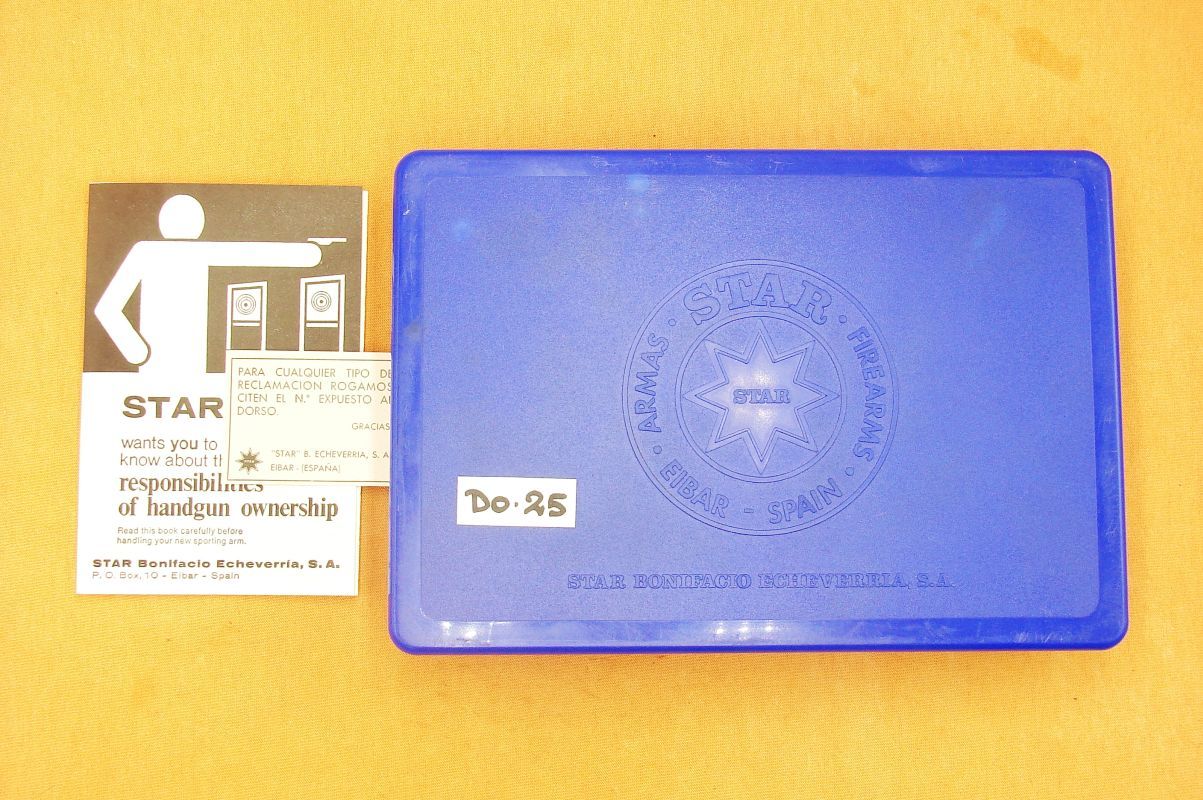 STAR
wants you to
know about
responsibilities
of handgun ownership
Read this book carefully before
handling your new sporting arm.
STAR Bonifacio Echeverría, S. A.
P. O. Box, 10 - Eibar - Spain
PARA CUALQUIER TIPO DE
RECLAMACION ROGAMOS
CITEN EL N.° EXPUESTO AL
DORSO.
GRACIAS
"STAR" B. ECHEVERRIA, S. A.
EIBAR - (ESPAÑA)
· STAR ·
ARMAS
FIREARMS
STAR
· EIBAR - SPAIN ·
Do·25
STAR BONIFACIO ECHEVERRIA, S.A.